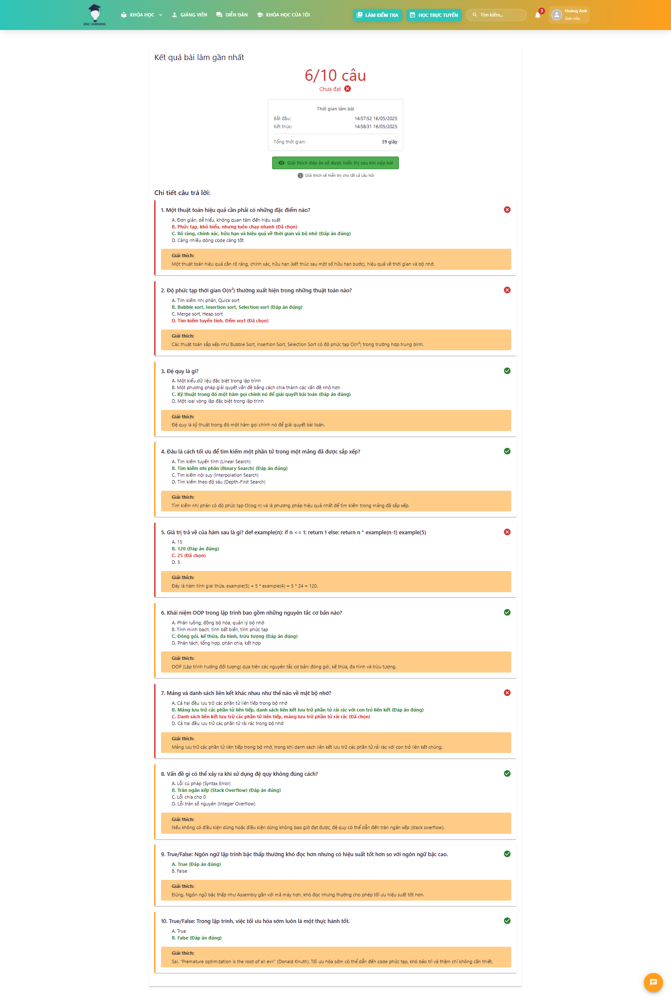 DNC LEARNING
KHÓA HỌC
GIẢNG VIÊN
DIỄN ĐÀN
KHÓA HỌC CỦA TÔI
LÀM KIỂM TRA
HỌC TRỰC TUYẾN
Tìm kiếm...
3
Hoàng Anh
Sinh viên
Kết quả bài làm gần nhất
6/10 câu
Chưa đạt
Thời gian làm bài
Bắt đầu: 14:57:52 16/05/2025
Kết thúc: 14:58:31 16/05/2025
Tổng thời gian: 39 giây
Giải thích đáp án sẽ được hiển thị sau khi nộp bài
Giải thích sẽ hiển thị cho tất cả câu hỏi
Chi tiết câu trả lời:
1. Một thuật toán hiệu quả cần phải có những đặc điểm nào?
A. Đơn giản, dễ hiểu, không quan tâm đến hiệu suất
B. Phức tạp, khó hiểu, nhưng luôn chạy nhanh (Đã chọn)
C. Rõ ràng, chính xác, hữu hạn và hiệu quả về thời gian và bộ nhớ (Đáp án đúng)
D. Càng nhiều dòng code càng tốt
Giải thích:
Một thuật toán hiệu quả cần rõ ràng, chính xác, hữu hạn (kết thúc sau một số hữu hạn bước), hiệu quả về thời gian và bộ nhớ.
2. Độ phức tạp thời gian O(n²) thường xuất hiện trong những thuật toán nào?
A. Tìm kiếm nhị phân, Quick sort
B. Bubble sort, Insertion sort, Selection sort (Đáp án đúng)
C. Merge sort, Heap sort
D. Tìm kiếm tuyến tính, Đếm sort (Đã chọn)
Giải thích:
Các thuật toán sắp xếp như Bubble Sort, Insertion Sort, Selection Sort có độ phức tạp O(n²) trong trường hợp trung bình.
3. Đệ quy là gì?
A. Một kiểu dữ liệu đặc biệt trong lập trình
B. Một phương pháp giải quyết vấn đề bằng cách chia thành các vấn đề nhỏ hơn
C. Kỹ thuật trong đó một hàm gọi chính nó để giải quyết bài toán (Đáp án đúng)
D. Một loại vòng lặp đặc biệt trong lập trình
Giải thích:
Đệ quy là kỹ thuật trong đó một hàm gọi chính nó để giải quyết bài toán.
4. Đâu là cách tối ưu để tìm kiếm một phần tử trong một mảng đã được sắp xếp?
A. Tìm kiếm tuyến tính (Linear Search)
B. Tìm kiếm nhị phân (Binary Search) (Đáp án đúng)
C. Tìm kiếm nội suy (Interpolation Search)
D. Tìm kiếm theo độ sâu (Depth-First Search)
Giải thích:
Tìm kiếm nhị phân có độ phức tạp O(log n) và là phương pháp hiệu quả nhất để tìm kiếm trong mảng đã sắp xếp.
5. Giá trị trả về của hàm sau là gì? def example(n): if n <= 1: return 1 else: return n * example(n-1) example(5)
A. 15
B. 120 (Đáp án đúng)
C. 25 (Đã chọn)
D. 5
Giải thích:
Đây là hàm tính giai thừa. example(5) = 5 * example(4) = 5 * 24 = 120.
6. Khái niệm OOP trong lập trình bao gồm những nguyên tắc cơ bản nào?
A. Phân luồng, đồng bộ hóa, quản lý bộ nhớ
B. Tính minh bạch, tính bất biến, tính phức tạp
C. Đóng gói, kế thừa, đa hình, trừu tượng (Đáp án đúng)
D. Phân tách, tổng hợp, phân chia, kết hợp
Giải thích:
OOP (Lập trình hướng đối tượng) dựa trên các nguyên tắc cơ bản: đóng gói, kế thừa, đa hình và trừu tượng.
7. Mảng và danh sách liên kết khác nhau như thế nào về mặt bộ nhớ?
A. Cả hai đều lưu trữ các phần tử liên tiếp trong bộ nhớ
B. Mảng lưu trữ các phần tử liên tiếp, danh sách liên kết lưu trữ các phần tử rải rác với con trỏ liên kết (Đáp án đúng)
C. Danh sách liên kết lưu trữ các phần tử liên tiếp, mảng lưu trữ phần tử rải rác (Đã chọn)
D. Cả hai đều lưu trữ các phần tử rải rác trong bộ nhớ
Giải thích:
Mảng lưu trữ các phần tử liên tiếp trong bộ nhớ, trong khi danh sách liên kết lưu trữ các phần tử rải rác với con trỏ liên kết chúng.
8. Vấn đề gì có thể xảy ra khi sử dụng đệ quy không đúng cách?
A. Lỗi cú pháp (Syntax Error)
B. Tràn ngăn xếp (Stack Overflow) (Đáp án đúng)
C. Lỗi chia cho 0
D. Lỗi tràn số nguyên (Integer Overflow)
Giải thích:
Nếu không có điều kiện dừng hoặc điều kiện dừng không bao giờ đạt được, đệ quy có thể dẫn đến tràn ngăn xếp (stack overflow).
9. True/False: Ngôn ngữ lập trình bậc thấp thường khó đọc hơn nhưng có hiệu suất tốt hơn so với ngôn ngữ bậc cao.
A. True (Đáp án đúng)
B. False
Giải thích:
Đúng. Ngôn ngữ bậc thấp như Assembly gần với mã máy hơn, khó đọc nhưng thường cho phép tối ưu hiệu suất tốt hơn.
10. True/False: Trong lập trình, việc tối ưu hóa sớm luôn là một thực hành tốt.
A. True
B. False (Đáp án đúng)
Giải thích:
Sai. "Premature optimization is the root of all evil" (Donald Knuth). Tối ưu hóa sớm có thể dẫn đến code phức tạp, khó bảo trì và thậm chí không cần thiết.